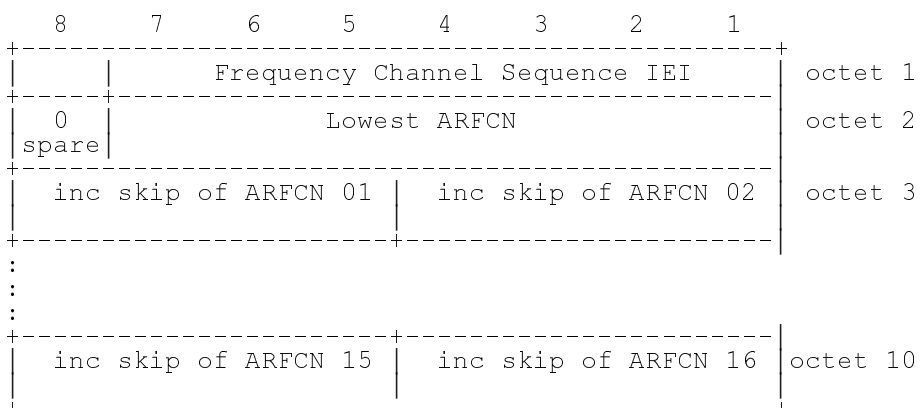 8 7 6 5 4 3 2 1
Frequency Channel Sequence IEI octet 1
0 Lowest ARFCN octet 2
spare
inc skip of ARFCN 01 inc skip of ARFCN 02 octet 3
:
:
:
inc skip of ARFCN 15 inc skip of ARFCN 16 octet 10